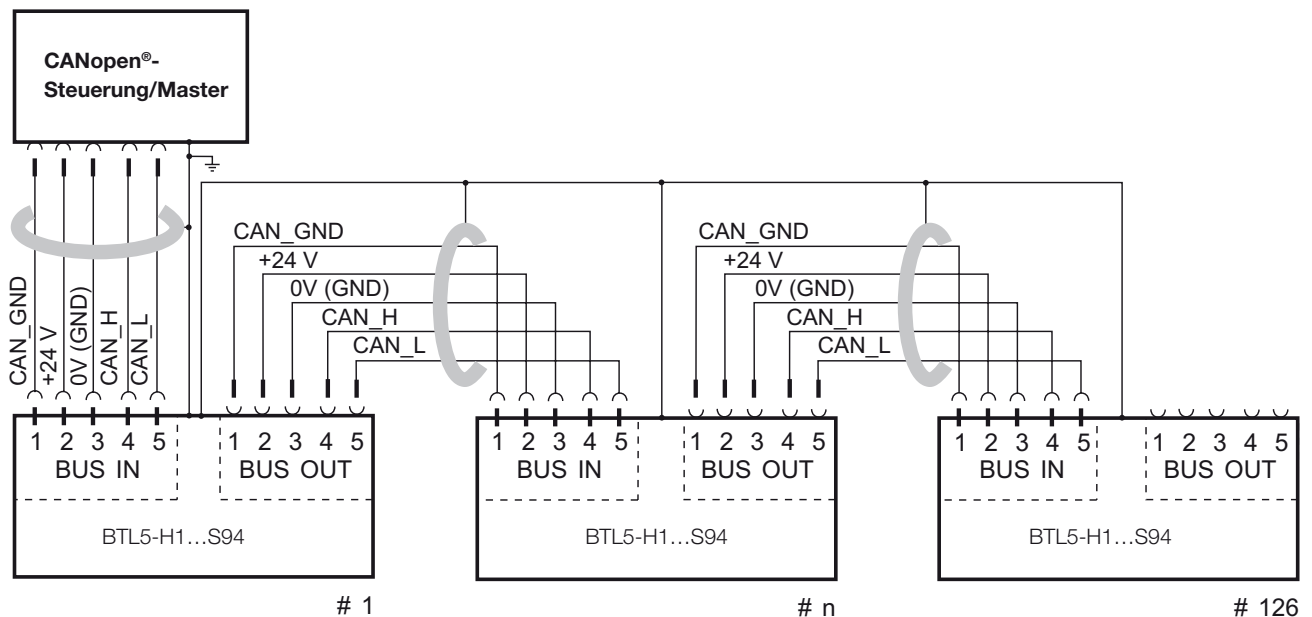 CANopen®-
Steuerung/Master
CAN_GND
+24 V
0V (GND)
CAN_H
CAN_L
CAN_GND
+24 V
0V (GND)
CAN_H
CAN_L
CAN_GND
+24 V
0V (GND)
CAN_H
CAN_L
1 2 3 4 5
BUS IN
1 2 3 4 5
BUS OUT
BTL5-H1...S94
# 1
1 2 3 4 5
BUS IN
1 2 3 4 5
BUS OUT
BTL5-H1...S94
# n
1 2 3 4 5
BUS IN
1 2 3 4 5
BUS OUT
BTL5-H1...S94
# 126